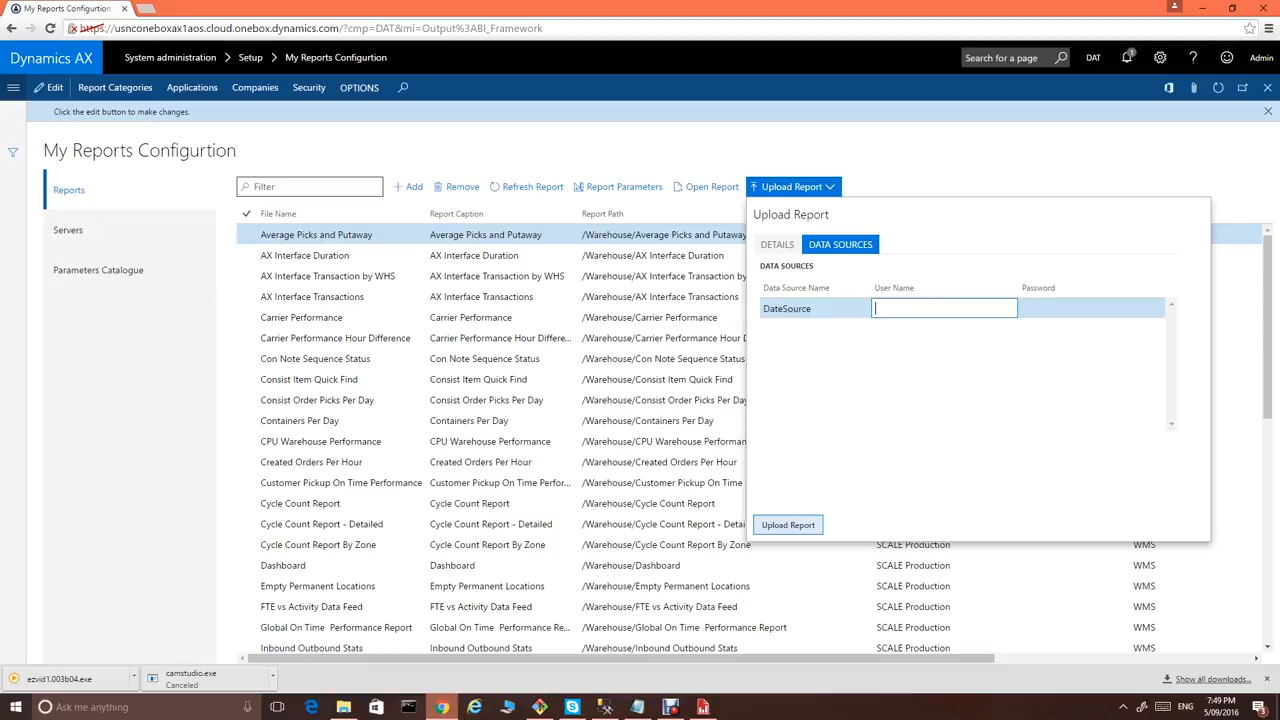 My Reports Configurtion
https://usnconeboxax1aos.cloud.onebox.dynamics.com/?cmp=DAT&mi=Output%3ABI_Framework
Dynamics AX System administration > Setup > My Reports Configurtion Search for a page DAT 1 ? Admin
Edit Report Categories Applications Companies Security OPTIONS
Click the edit button to make changes.
My Reports Configurtion
Reports
Servers
Parameters Catalogue
Filter + Add Remove Refresh Report Report Parameters Open Report Upload Report
File Name Report Caption Report Path
Average Picks and Putaway Average Picks and Putaway /Warehouse/Average Picks and Putaway
AX Interface Duration AX Interface Duration /Warehouse/AX Interface Duration
AX Interface Transaction by WHS AX Interface Transaction by WHS /Warehouse/AX Interface Transaction by
AX Interface Transactions AX Interface Transactions /Warehouse/AX Interface Transactions
Carrier Performance Carrier Performance /Warehouse/Carrier Performance
Carrier Performance Hour Difference Carrier Performance Hour Differe... /Warehouse/Carrier Performance Hour D
Con Note Sequence Status Con Note Sequence Status /Warehouse/Con Note Sequence Status
Consist Item Quick Find Consist Item Quick Find /Warehouse/Consist Item Quick Find
Consist Order Picks Per Day Consist Order Picks Per Day /Warehouse/Consist Order Picks Per Day
Containers Per Day Containers Per Day /Warehouse/Containers Per Day
CPU Warehouse Performance CPU Warehouse Performance /Warehouse/CPU Warehouse Performan
Created Orders Per Hour Created Orders Per Hour /Warehouse/Created Orders Per Hour
Customer Pickup On Time Performance Customer Pickup On Time Perfor... /Warehouse/Customer Pickup On Time P
Cycle Count Report Cycle Count Report /Warehouse/Cycle Count Report
Cycle Count Report - Detailed Cycle Count Report - Detailed /Warehouse/Cycle Count Report - Detai
Cycle Count Report By Zone Cycle Count Report By Zone /Warehouse/Cycle Count Report By Zone SCALE Production WMS
Dashboard Dashboard /Warehouse/Dashboard SCALE Production WMS
Empty Permanent Locations Empty Permanent Locations /Warehouse/Empty Permanent Locations SCALE Production WMS
FTE vs Activity Data Feed FTE vs Activity Data Feed /Warehouse/FTE vs Activity Data Feed SCALE Production WMS
Global On Time Performance Report Global On Time Performance Re... /Warehouse/Global On Time Performance Report SCALE Production WMS
Inbound Outbound Stats Inbound Outbound Stats /Warehouse/Inbound Outbound Stats SCALE Production WMS
Upload Report
DETAILS DATA SOURCES
DATA SOURCES
Data Source Name User Name Password
DateSource
Upload Report
ezvid1.003b04.exe
camstudio.exe
Canceled
Show all downloads...
Ask me anything
ENG
7:49 PM
5/09/2016